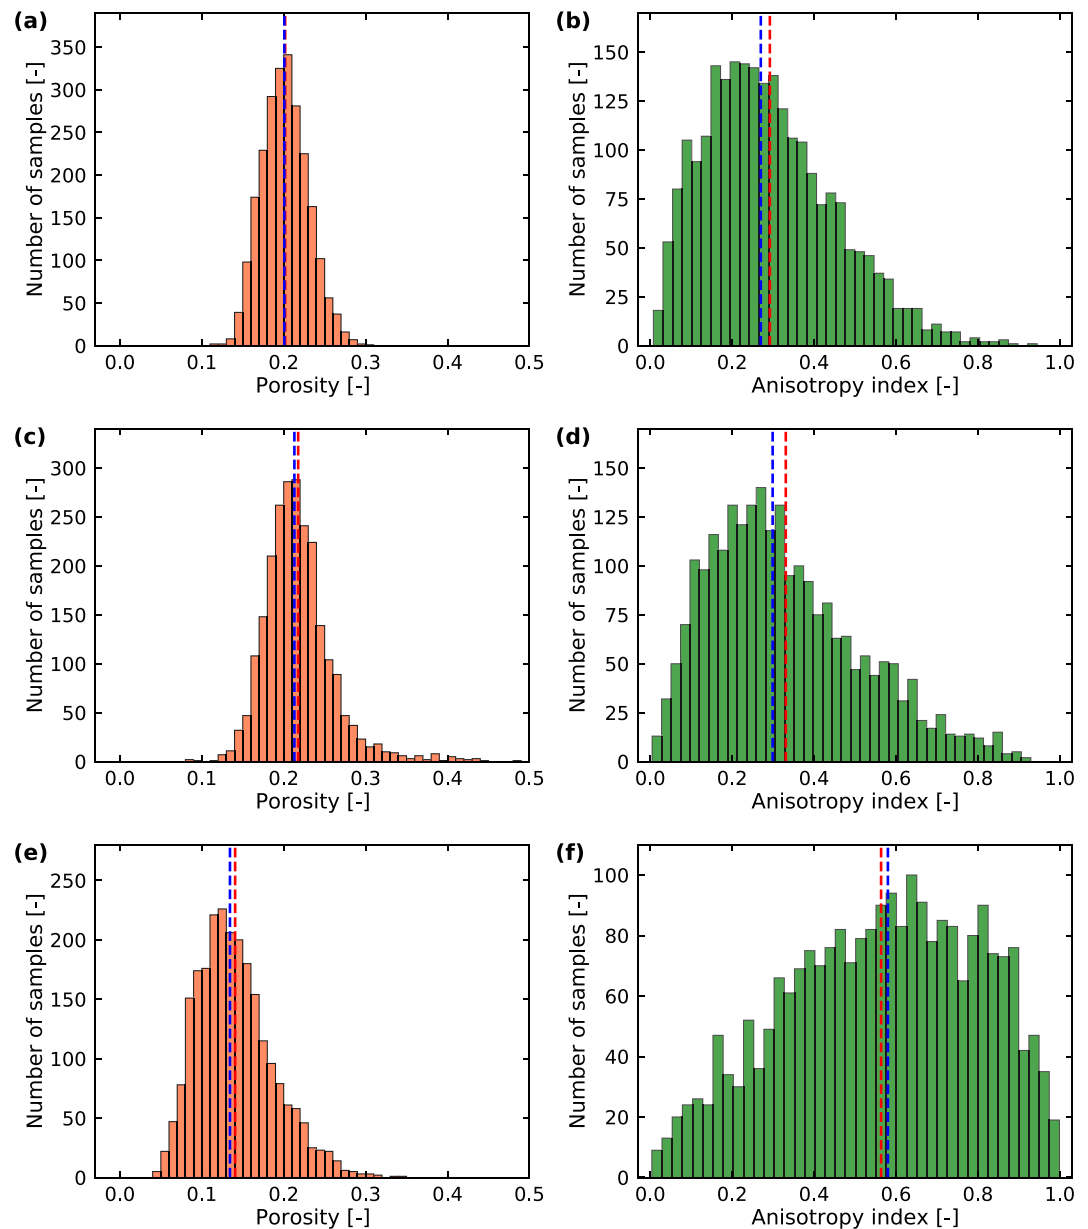 (a)
Number of samples [-]
350
300
250
200
150
100
50
0
0.0 0.1 0.2 0.3 0.4 0.5
Porosity [-]
(b)
Number of samples [-]
150
125
100
75
50
25
0
0.0 0.2 0.4 0.6 0.8 1.0
Anisotropy index [-]
(c)
Number of samples [-]
300
250
200
150
100
50
0
0.0 0.1 0.2 0.3 0.4 0.5
Porosity [-]
(d)
Number of samples [-]
150
125
100
75
50
25
0
0.0 0.2 0.4 0.6 0.8 1.0
Anisotropy index [-]
(e)
Number of samples [-]
250
200
150
100
50
0
0.0 0.1 0.2 0.3 0.4 0.5
Porosity [-]
(f)
Number of samples [-]
100
80
60
40
20
0
0.0 0.2 0.4 0.6 0.8 1.0
Anisotropy index [-]